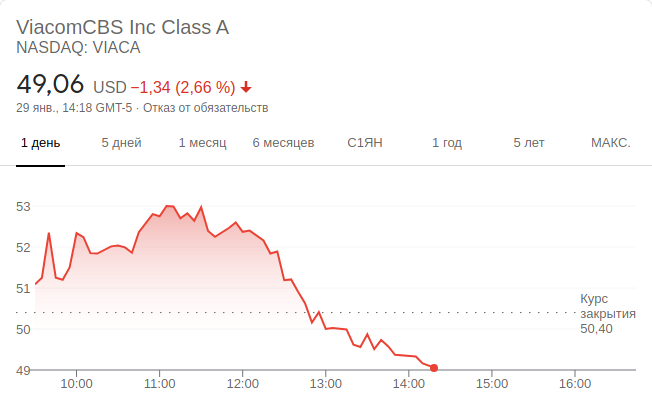 ViacomCBS Inc Class A
NASDAQ: VIACA
49,06 USD −1,34 (2,66 %)
29 янв., 14:18 GMT-5 · Отказ от обязательств
1 день 5 дней 1 месяц 6 месяцев С1ЯН 1 год 5 лет МАКС.
53
52
51
Курс
закрытия
50,40
50
49
10:00 11:00 12:00 13:00 14:00 15:00 16:00